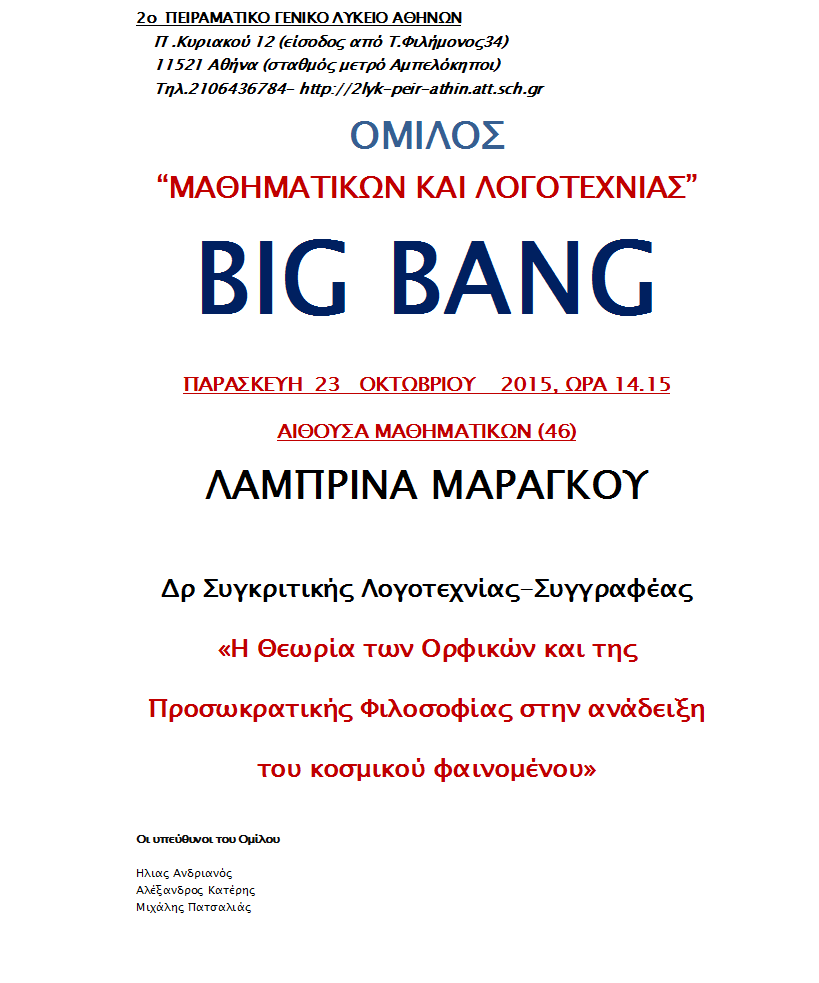 2ο ΠΕΙΡΑΜΑΤΙΚΟ ΓΕΝΙΚΟ ΛΥΚΕΙΟ ΑΘΗΝΩΝ
Π .Κυριακού 12 (είσοδος από Τ.Φιλήμονος34)
11521 Αθήνα (σταθμός μετρό Αμπελόκηποι)
Τηλ.2106436784- http://2lyk-peir-athin.att.sch.gr
ΟΜΙΛΟΣ
“ΜΑΘΗΜΑΤΙΚΩΝ ΚΑΙ ΛΟΓΟΤΕΧΝΙΑΣ”
BIG BANG
ΠΑΡΑΣΚΕΥΗ 23 ΟΚΤΩΒΡΙΟΥ 2015, ΩΡΑ 14.15
ΑΙΘΟΥΣΑ ΜΑΘΗΜΑΤΙΚΩΝ (46)
ΛΑΜΠΡΙΝΑ ΜΑΡΑΓΚΟΥ
Δρ Συγκριτικής Λογοτεχνίας-Συγγραφέας
«Η Θεωρία των Ορφικών και της
Προσωκρατικής Φιλοσοφίας στην ανάδειξη
του κοσμικού φαινομένου»
Οι υπεύθυνοι του Ομίλου
Ηλιας Ανδριανός
Αλέξανδρος Κατέρης
Μιχάλης Πατσαλιάς